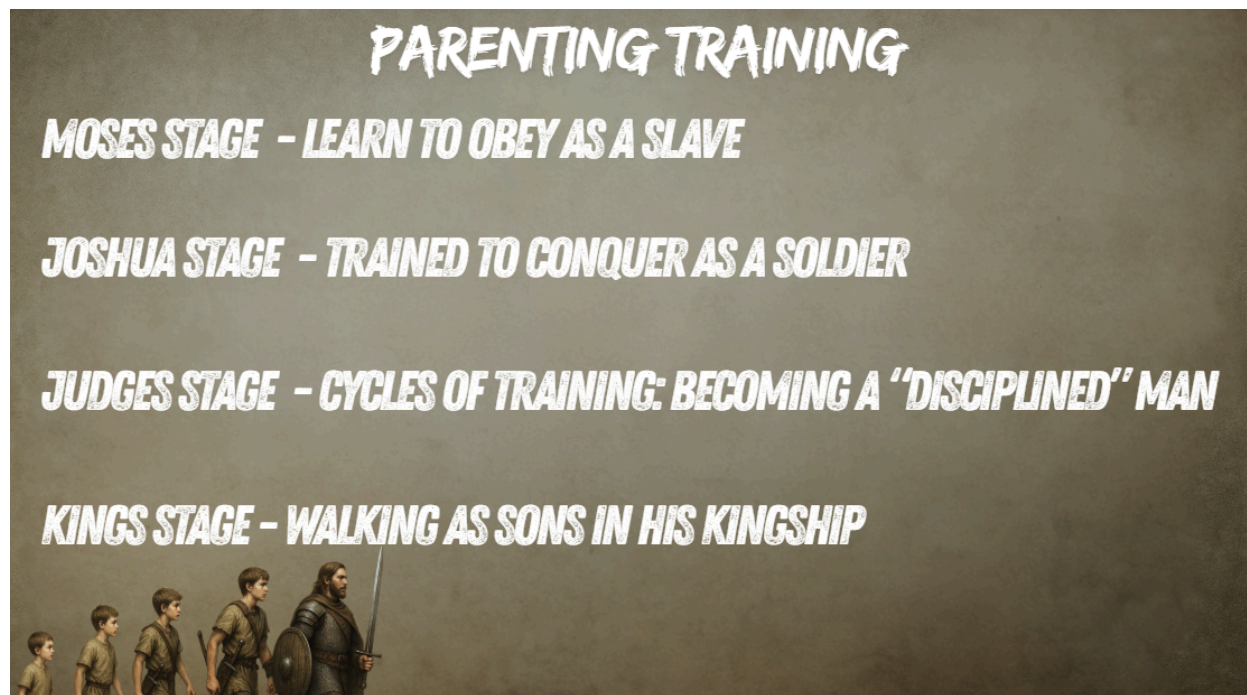 PARENTING TRAINING
MOSES STAGE - LEARN TO OBEY AS A SLAVE
JOSHUA STAGE - TRAINED TO CONQUER AS A SOLDIER
JUDGES STAGE - CYCLES OF TRAINING: BECOMING A “DISCIPLINED” MAN
KINGS STAGE - WALKING AS SONS IN HIS KINGSHIP